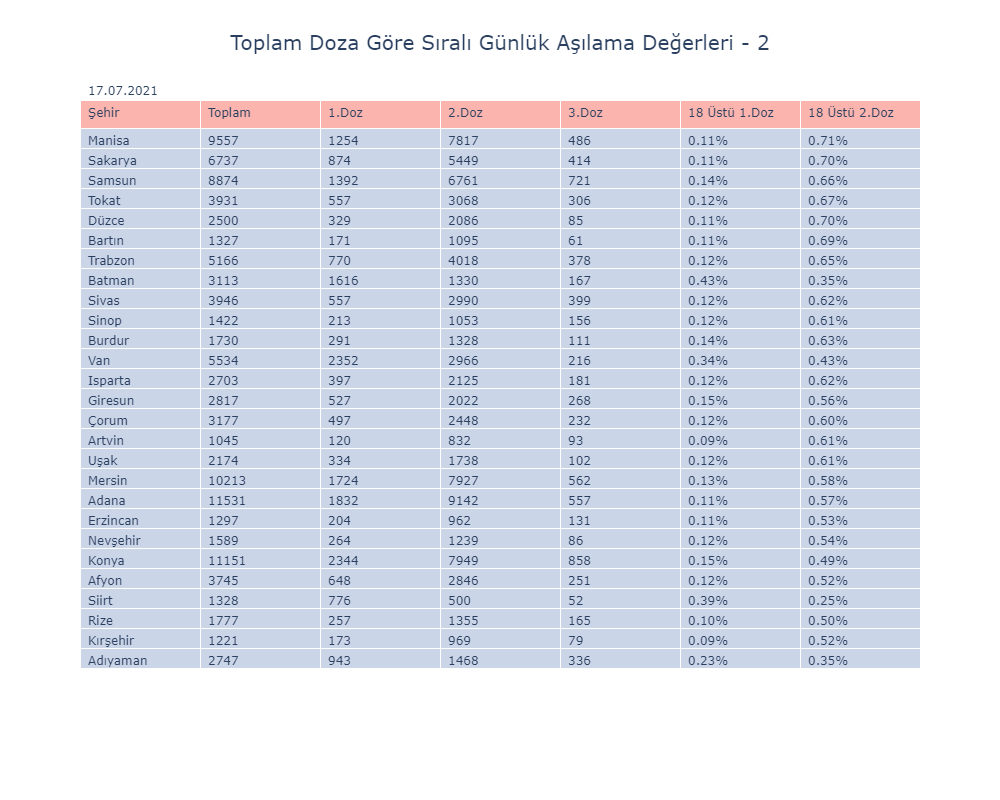 Toplam Doza Göre Sıralı Günlük Aşılama Değerleri - 2
17.07.2021
Şehir Toplam 1.Doz 2.Doz 3.Doz 18 Üstü 1.Doz 18 Üstü 2.Doz
Manisa 9557 1254 7817 486 0.11% 0.71%
Sakarya 6737 874 5449 414 0.11% 0.70%
Samsun 8874 1392 6761 721 0.14% 0.66%
Tokat 3931 557 3068 306 0.12% 0.67%
Düzce 2500 329 2086 85 0.11% 0.70%
Bartın 1327 171 1095 61 0.11% 0.69%
Trabzon 5166 770 4018 378 0.12% 0.65%
Batman 3113 1616 1330 167 0.43% 0.35%
Sivas 3946 557 2990 399 0.12% 0.62%
Sinop 1422 213 1053 156 0.12% 0.61%
Burdur 1730 291 1328 111 0.14% 0.63%
Van 5534 2352 2966 216 0.34% 0.43%
Isparta 2703 397 2125 181 0.12% 0.62%
Giresun 2817 527 2022 268 0.15% 0.56%
Çorum 3177 497 2448 232 0.12% 0.60%
Artvin 1045 120 832 93 0.09% 0.61%
Uşak 2174 334 1738 102 0.12% 0.61%
Mersin 10213 1724 7927 562 0.13% 0.58%
Adana 11531 1832 9142 557 0.11% 0.57%
Erzincan 1297 204 962 131 0.11% 0.53%
Nevşehir 1589 264 1239 86 0.12% 0.54%
Konya 11151 2344 7949 858 0.15% 0.49%
Afyon 3745 648 2846 251 0.12% 0.52%
Siirt 1328 776 500 52 0.39% 0.25%
Rize 1777 257 1355 165 0.10% 0.50%
Kırşehir 1221 173 969 79 0.09% 0.52%
Adıyaman 2747 943 1468 336 0.23% 0.35%